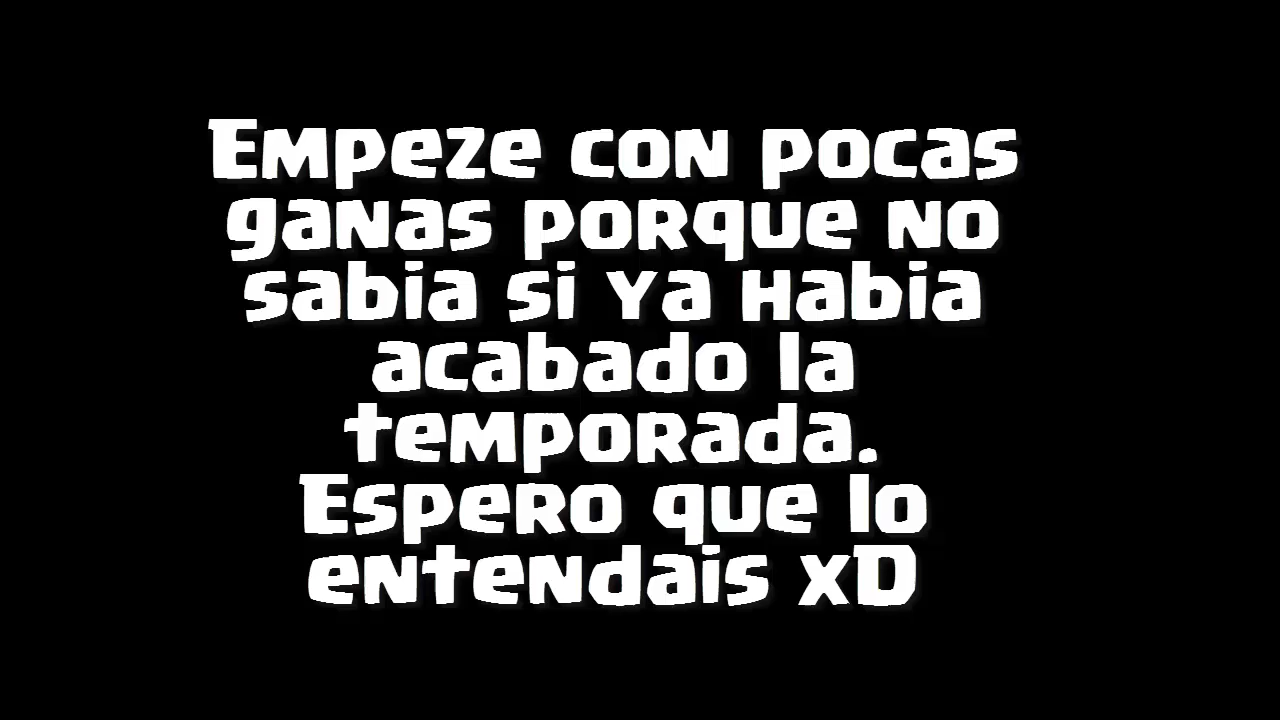 Empeze con pocas
ganas porque no
sabia si ya habia
acabado la
temporada.
Espero que lo
entendais xD